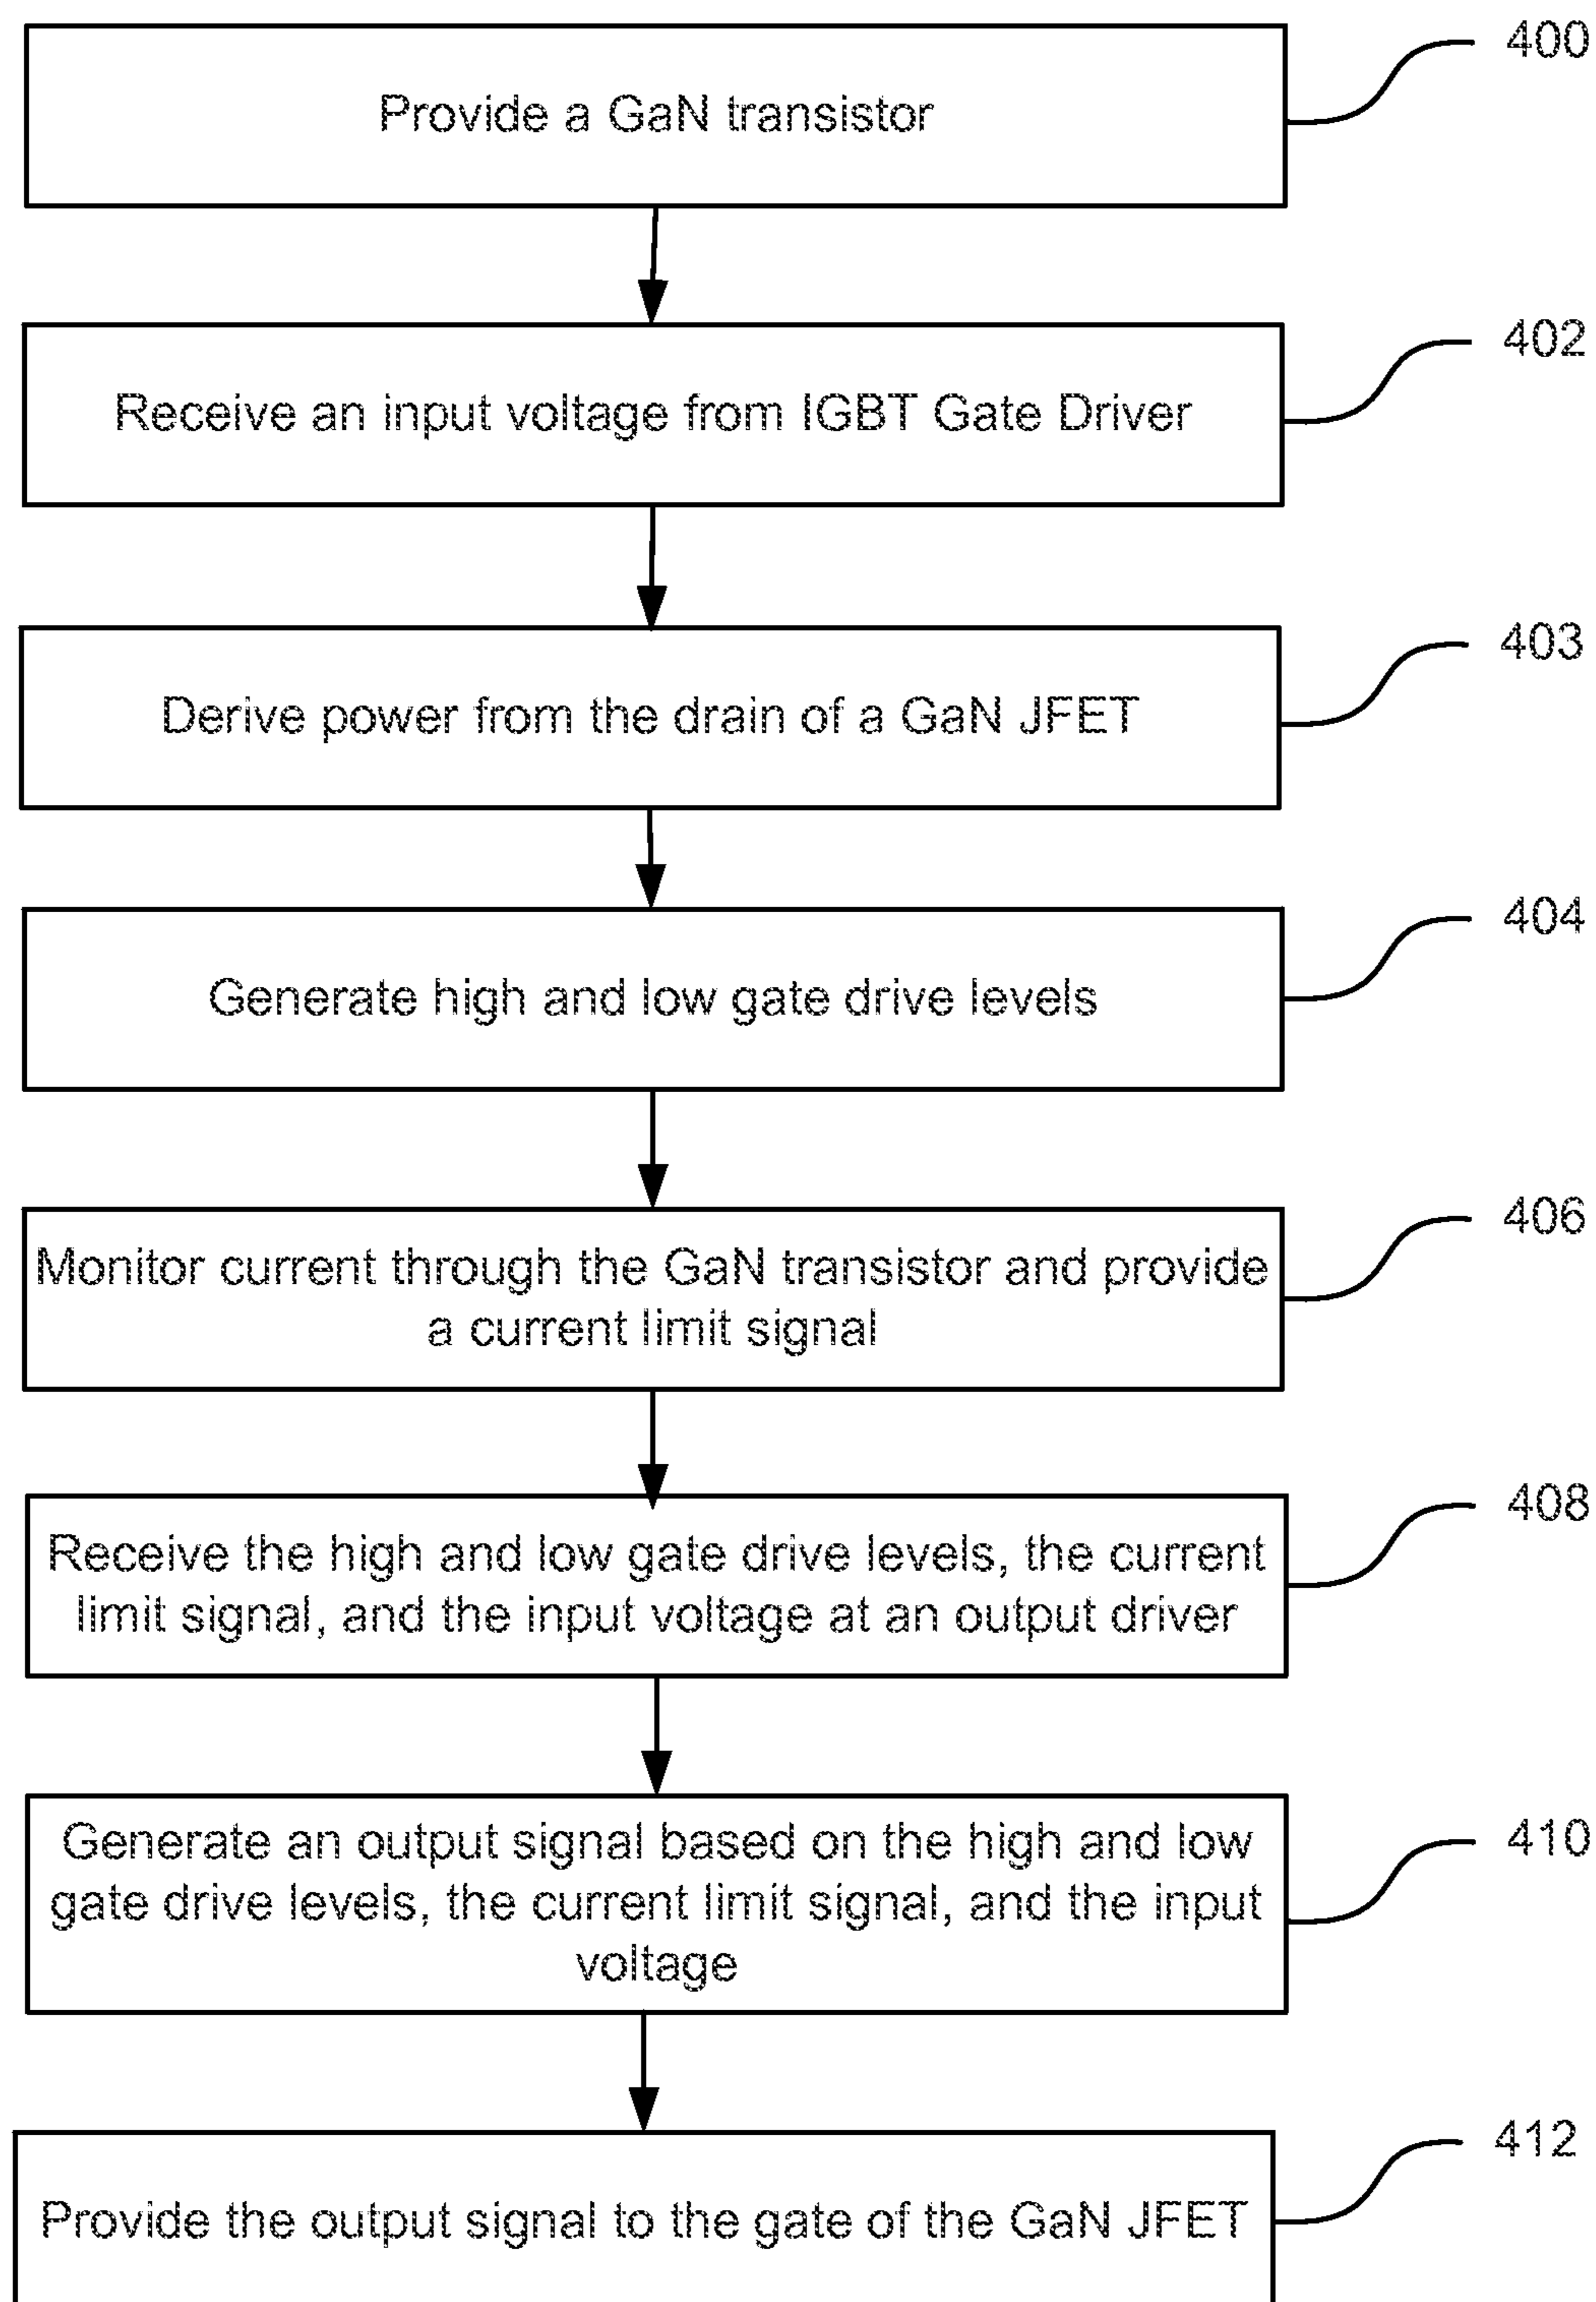 400
Provide a GaN transistor
402
Receive an input voltage from IGBT Gate Driver
403
Derive power from the drain of a GaN JFET
404
Generate high and low gate drive levels
406
Monitor current through the GaN transistor and provide
a current limit signal
408
Receive the high and low gate drive levels, the current
limit signal, and the input voltage at an output driver
410
Generate an output signal based on the high and low
gate drive levels, the current limit signal, and the input
voltage
412
Provide the output signal to the gate of the GaN JFET